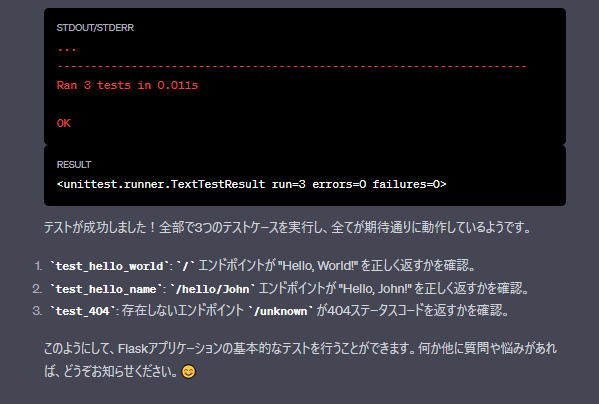 STDOUT/STDERR
...
----------------------------------------------------------------------
Ran 3 tests in 0.011s
OK
RESULT
<unittest.runner.TextTestResult run=3 errors=0 failures=0>
テストが成功しました！全部で3つのテストケースを実行し、全てが期待通りに動作しているようです。
1. `test_hello_world`: `/` エンドポイントが "Hello, World!" を正しく返すかを確認。
2. `test_hello_name`: `/hello/John` エンドポイントが "Hello, John!" を正しく返すかを確認。
3. `test_404`: 存在しないエンドポイント `/unknown` が404ステータスコードを返すかを確認。
このようにして、Flaskアプリケーションの基本的なテストを行うことができます。何か他に質問や悩みがあれ
ば、どうぞお知らせください。😊